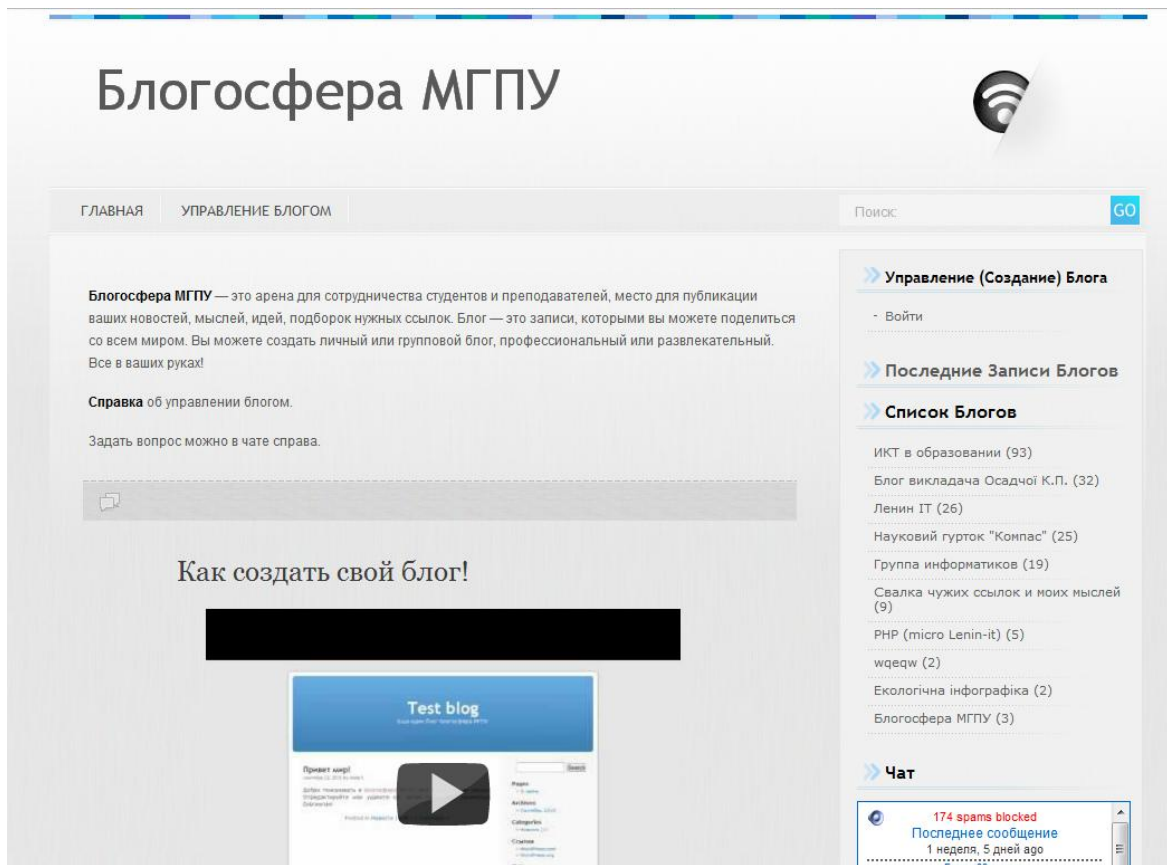 Блогосфера МГПУ
ГЛАВНАЯ УПРАВЛЕНИЕ БЛОГОМ
Поиск:
GO
Блогосфера МГПУ — это арена для сотрудничества студентов и преподавателей, место для публикации
ваших новостей, мыслей, идей, подборок нужных ссылок. Блог — это записи, которыми вы можете поделиться
со всем миром. Вы можете создать личный или групповой блог, профессиональный или развлекательный.
Все в ваших руках!
Справка об управлении блогом.
Задать вопрос можно в чате справа.
Как создать свой блог!
Test blog
Привет мир!
Search
Pages
Archives
Categories
Ссылки
Управление (Создание) Блога
- Войти
Последние Записи Блогов
Список Блогов
ИКТ в образовании (93)
Блог викладача Осадчої К.П. (32)
Ленин IT (26)
Науковий гурток "Компас" (25)
Группа информатиков (19)
Свалка чужих ссылок и моих мыслей
(9)
PHP (micro Lenin-it) (5)
wqeqw (2)
Екологічна інфографіка (2)
Блогосфера МГПУ (3)
Чат
174 spams blocked
Последнее сообщение
1 неделя, 5 дней ago